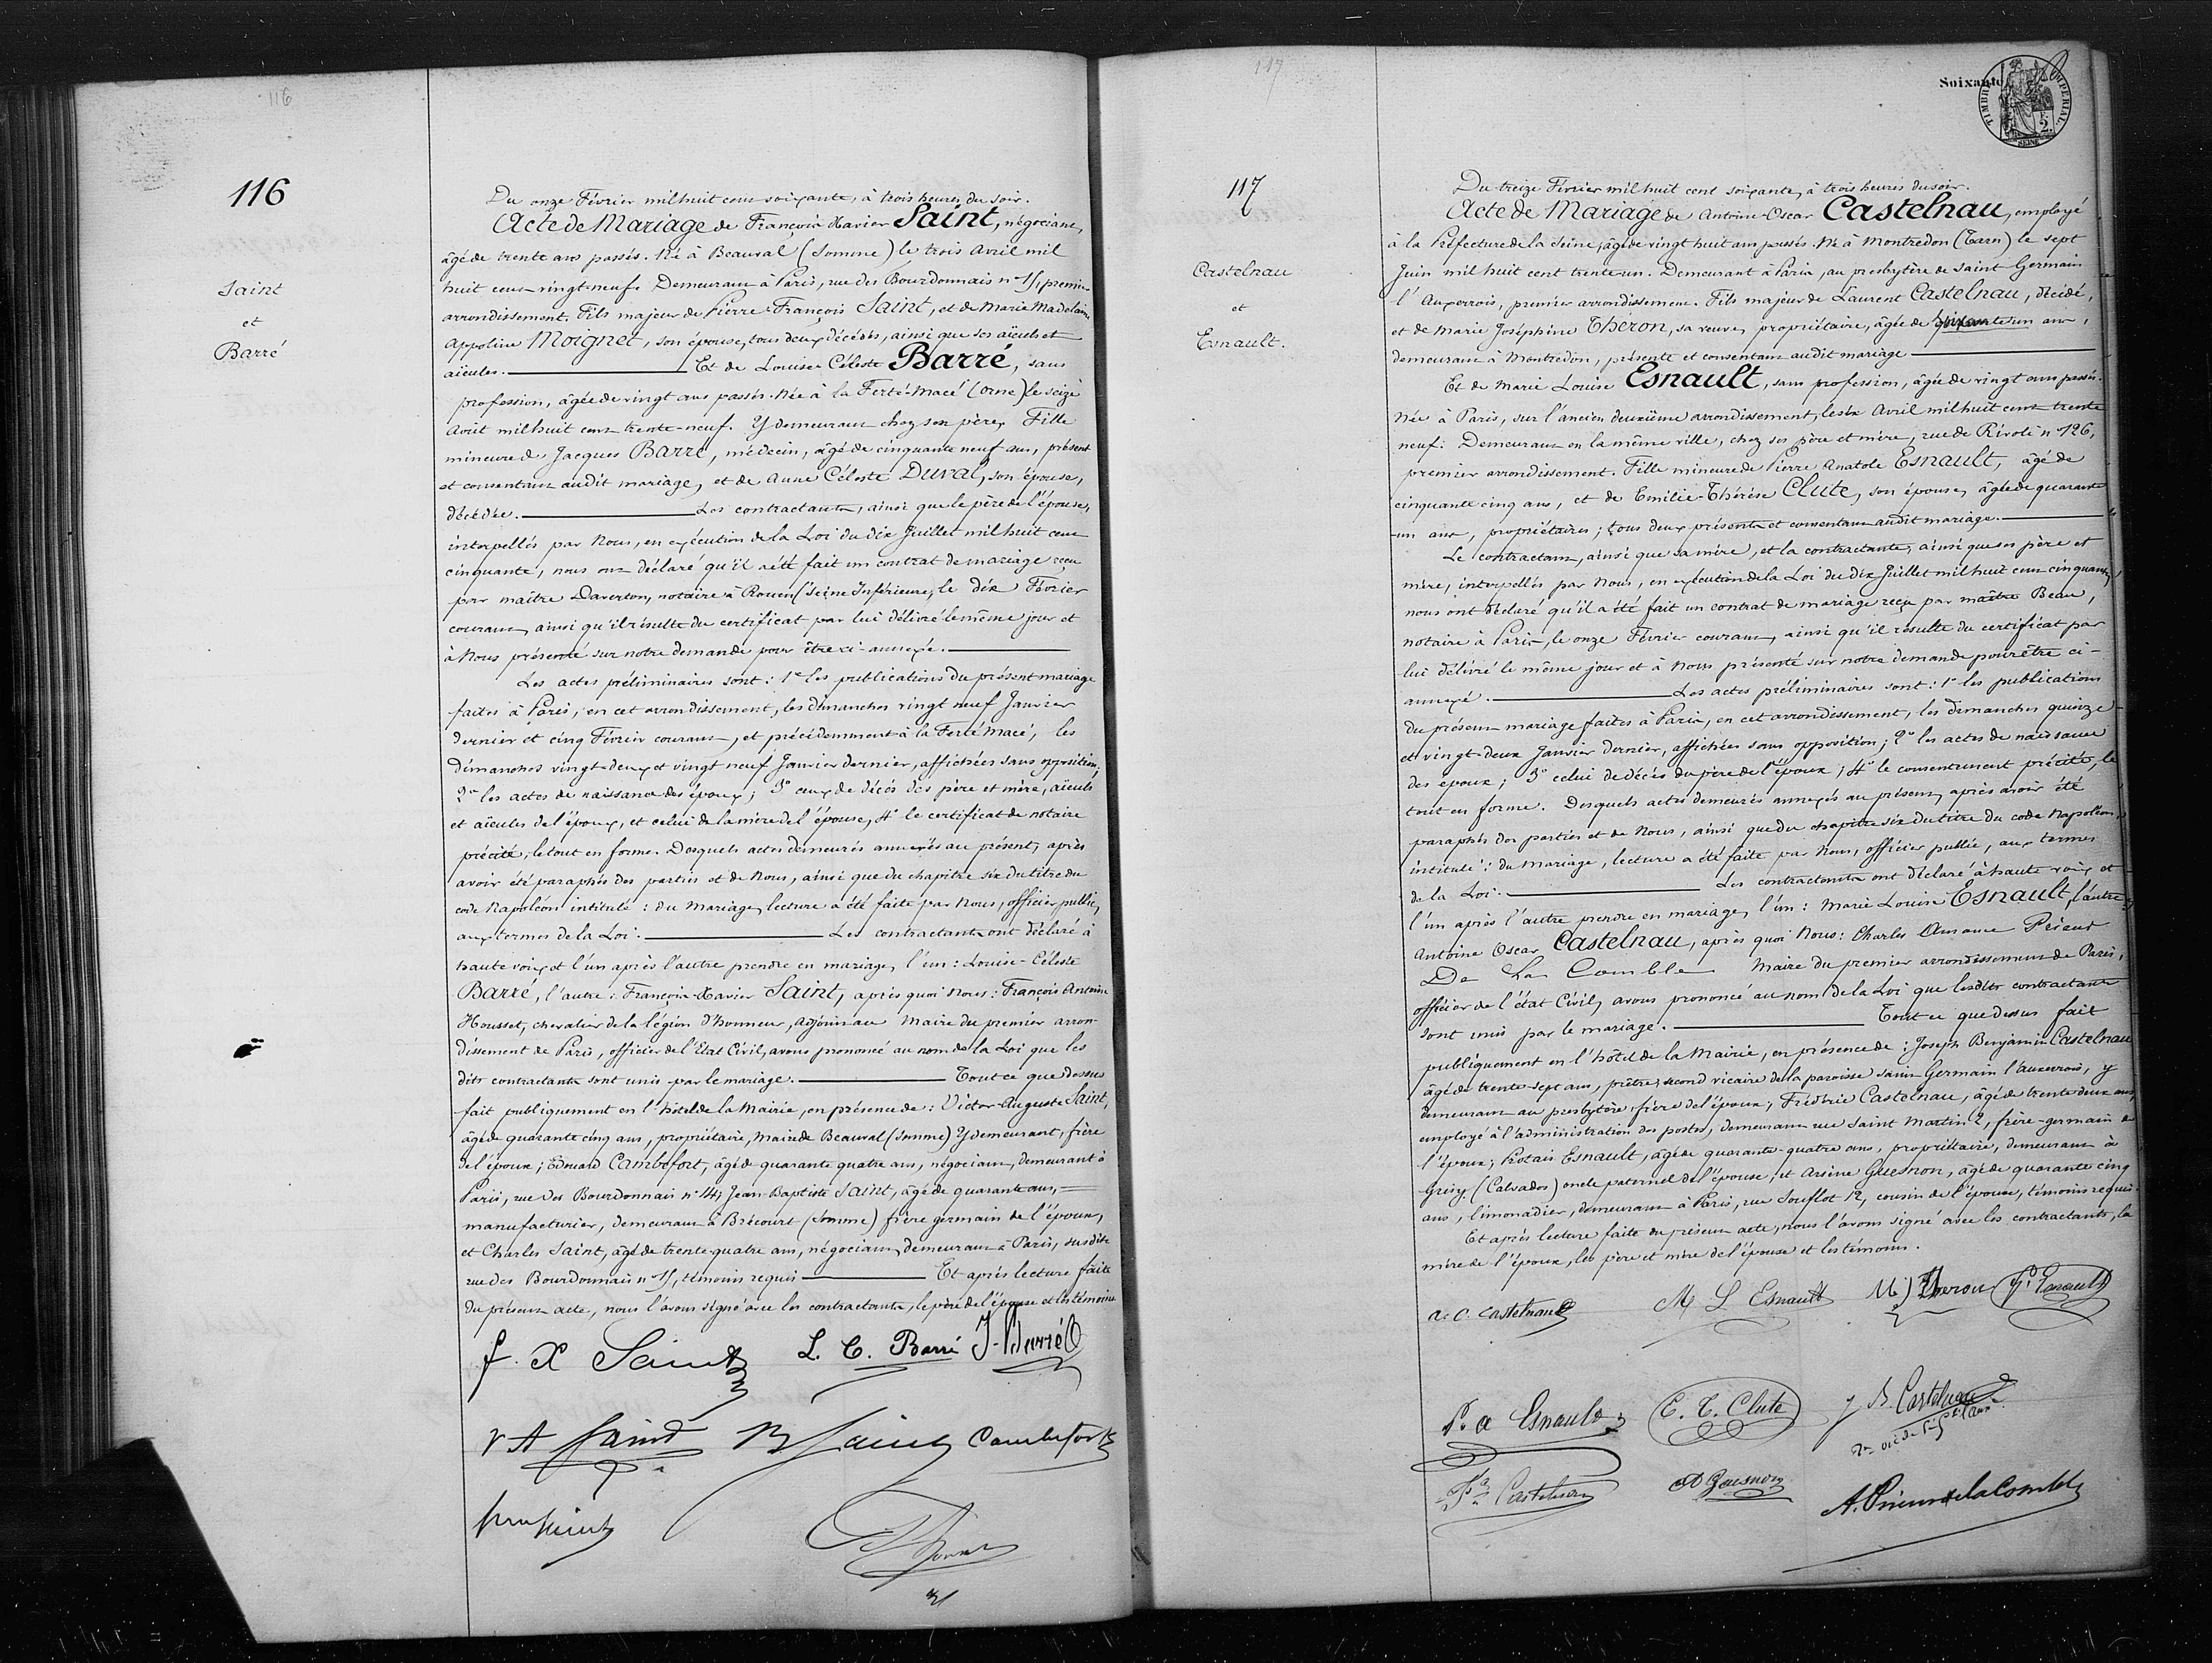 116
116
Saint
et
Barré
Du onze Février mil huit cent soixante, à trois heures du soir.
Acte de Mariage de François Xavier Saint, négociant,
âgé de trente ans passés. Né à Beauval (Somme) le trois Avril mil
huit cent vingt-neuf. Demeurant à Paris, rue des Bourdonnais n° 15, premier
arrondissement. Fils majeur de Pierre François Saint, et de Marie Madelaine
Appoline Moignet, son épouse, tous deux décédés, ainsi que ses aïeuls et
aïeules. Et de Louise Céleste Barré, sans
profession, âgée de vingt ans passés. Née à la Ferté-Macé (Orne) le seize
Août mil huit cent trente-neuf. Y demeurant chez son père, Fille
mineure de Jacques Barré, médecin, âgé de cinquante neuf ans, présent
et consentant audit mariage, et de Anne Céleste Duval, son épouse,
décédée. Les contractants, ainsi que le père de l'épouse,
interpellés par Nous, en exécution de la Loi du dix Juillet mil huit cent
cinquante, nous ont déclaré qu'il a été fait un contrat de mariage reçu
par maître Daverton, notaire à Rouen (Seine Inférieure), le dix Février
courant, ainsi qu'il résulte du certificat par lui délivré le même jour et
à Nous présenté sur notre demande pour être ci-annexé.
Les actes préliminaires sont: 1° les publications du présent mariage
faites à Paris, en cet arrondissement, les dimanches vingt neuf Janvier
dernier et cinq Février courant, et précédemment à la Ferté Macé, les
dimanches vingt-deux et vingt neuf Janvier dernier, affichées sans opposition;
2° les actes de naissance des époux; 3° ceux de décès des père et mère, aïeuls
et aïeules de l'époux, et celui de la mère de l'épouse, 4° le certificat de notaire
précité; le tout en forme. Desquels actes demeurés annexés au présent, après
avoir été paraphés des parties et de Nous, ainsi que du chapitre six du titre du
code Napoléon intitulé: du Mariage, lecture a été faite par Nous, officier public,
aux termes de la Loi. Les contractants ont déclaré à
haute voix et l'un après l'autre prendre en mariage, l'un: Louise-Céleste
Barré, l'autre: François-Xavier Saint, après quoi Nous: François Antoine
Housset, chevalier de la légion d'honneur, adjoint au Maire du premier arron-
dissement de Paris, officier de l'Etat Civil, avons prononcé au nom de la Loi que les
dits contractants sont unis par le mariage. Tout ce que dessus
fait publiquement en l'hôtel de la Mairie, en présence de: Victor-Auguste Saint,
âgé de quarante cinq ans, propriétaire, Maire de Beauval (Somme) Y demeurant, frère
de l'époux; Edouard Cambefort, âgé de quarante quatre ans, négociant, demeurant à
Paris, rue des Bourdonnais n° 14; Jean-Baptiste Saint, âgé de quarante ans,
manufacturier, demeurant à Brécourt (Somme) frère germain de l'époux,
et Charles Saint, âgé de trente-quatre ans, négociant, demeurant à Paris, susdite
rue des Bourdonnais n° 15, témoins requis Et après lecture faite
du présent acte, nous l'avons signé avec les contractants, le père de l'épouse et les témoins
f. X Saint L. C. Barré J. Barré
V A Saint B Saint Cambefort
Saint
117
Soixante
TIMBRE IMPERIAL
2.
SEINE
117
Castelnau
et
Esnault.
Du treize Février mil huit cent soixante, à trois heures du soir.
Acte de Mariage de Antoine-Oscar Castelnau, employé
à la Préfecture de la Seine, âgé de vingt huit ans passés. Né à Montredon (Tarn) le sept
Juin mil huit cent trente-un. Demeurant à Paris, au presbytère de Saint Germain
l'Auxerrois, premier arrondissement. Fils majeur de Laurent Castelnau, décédé,
et de Marie Joséphine Théron, sa veuve, propriétaire, âgée de soixante un ans,
demeurant à Montredon, présente et consentant audit mariage
Et de Marie Louise Esnault, sans profession, âgée de vingt ans passés.
Née à Paris, sur l'ancien deuxième arrondissement, le six Avril mil huit cent trente
neuf. Demeurant en la même ville, chez ses père et mère, rue de Rivoli n° 126,
premier arrondissement. Fille mineure de Pierre Anatole Esnault, âgé de
cinquante cinq ans, et de Emilie-Thérèse Clute, son épouse, âgée de quarante
un ans, propriétaires; tous deux présents et consentant audit mariage.
Le contractant, ainsi que sa mère, et la contractante, ainsi que ses père et
mère, interpellés par Nous, en exécution de la Loi du dix Juillet mil huit cent cinquante,
nous ont déclaré qu'il a été fait un contrat de mariage reçu par maître Beau,
notaire à Paris, le onze Février courant, ainsi qu'il résulte du certificat par
lui délivré le même jour et à Nous présenté sur notre demande pour être ci-
annexé. Les actes préliminaires sont: 1° les publications
du présent mariage faites à Paris, en cet arrondissement, les dimanches quinze
et vingt-deux Janvier dernier, affichées sans opposition; 2° les actes de naissance
des époux; 3° celui de décès du père de l'époux; 4° le consentement précité, le
tout en forme. Desquels actes demeurés annexés au présent, après avoir été
paraphés des parties et de Nous, ainsi que du chapitre six du titre du code Napoléon,
intitulé: du Mariage, lecture a été faite par Nous, officier public, aux termes
de la Loi. Les contractants ont déclaré à haute voix et
l'un après l'autre prendre en mariage, l'un: Marie Louise Esnault, l'autre:
Antoine Oscar Castelnau, après quoi Nous: Charles Amance Prieur
De La Comble Maire du premier arrondissement de Paris,
officier de l'état Civil, avons prononcé au nom de la Loi que lesdits contractants
sont unis par le mariage. Tout ce que dessus fait
publiquement en l'hôtel de la Mairie, en présence de: Joseph Benjamin Castelnau
âgé de trente-sept ans, prêtre, second vicaire de la paroisse Saint Germain l'Auxerrois, y
demeurant au presbytère, frère de l'époux; Frédéric Castelnau, âgé de trente deux ans,
employé à l'administration des postes, demeurant rue Saint Martin 2, frère-germain de
l'époux; Protais Esnault, âgé de quarante-quatre ans, propriétaire, demeurant à
Grisy (Calvados) oncle paternel de l'épouse, et Arsène Guesnon, âgé de quarante cinq
ans, limonadier, demeurant à Paris, rue Soufflot 12, cousin de l'épouse, témoins requis.
Et après lecture faite du présent acte, nous l'avons signé avec les contractants, la
mère de l'époux, les père et mère de l'épouse et les témoins.
A. O. Castelnau M L Esnault M J Theron P. Esnault
P. A Esnault E. T. Clute J B. Castelnau
Castelnau A Guesnon A. Prieur de la Comble